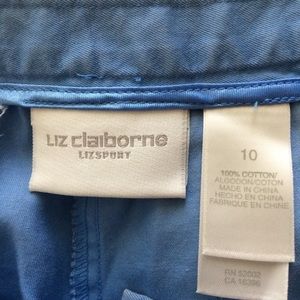 LIZ claiborne
LIZSPORT
10
100% COTTON/
ALGODON/COTON
MADE IN CHINA
HECHO EN CHINA
FABRIQUE EN CHINE
RN 52002
CA 16396